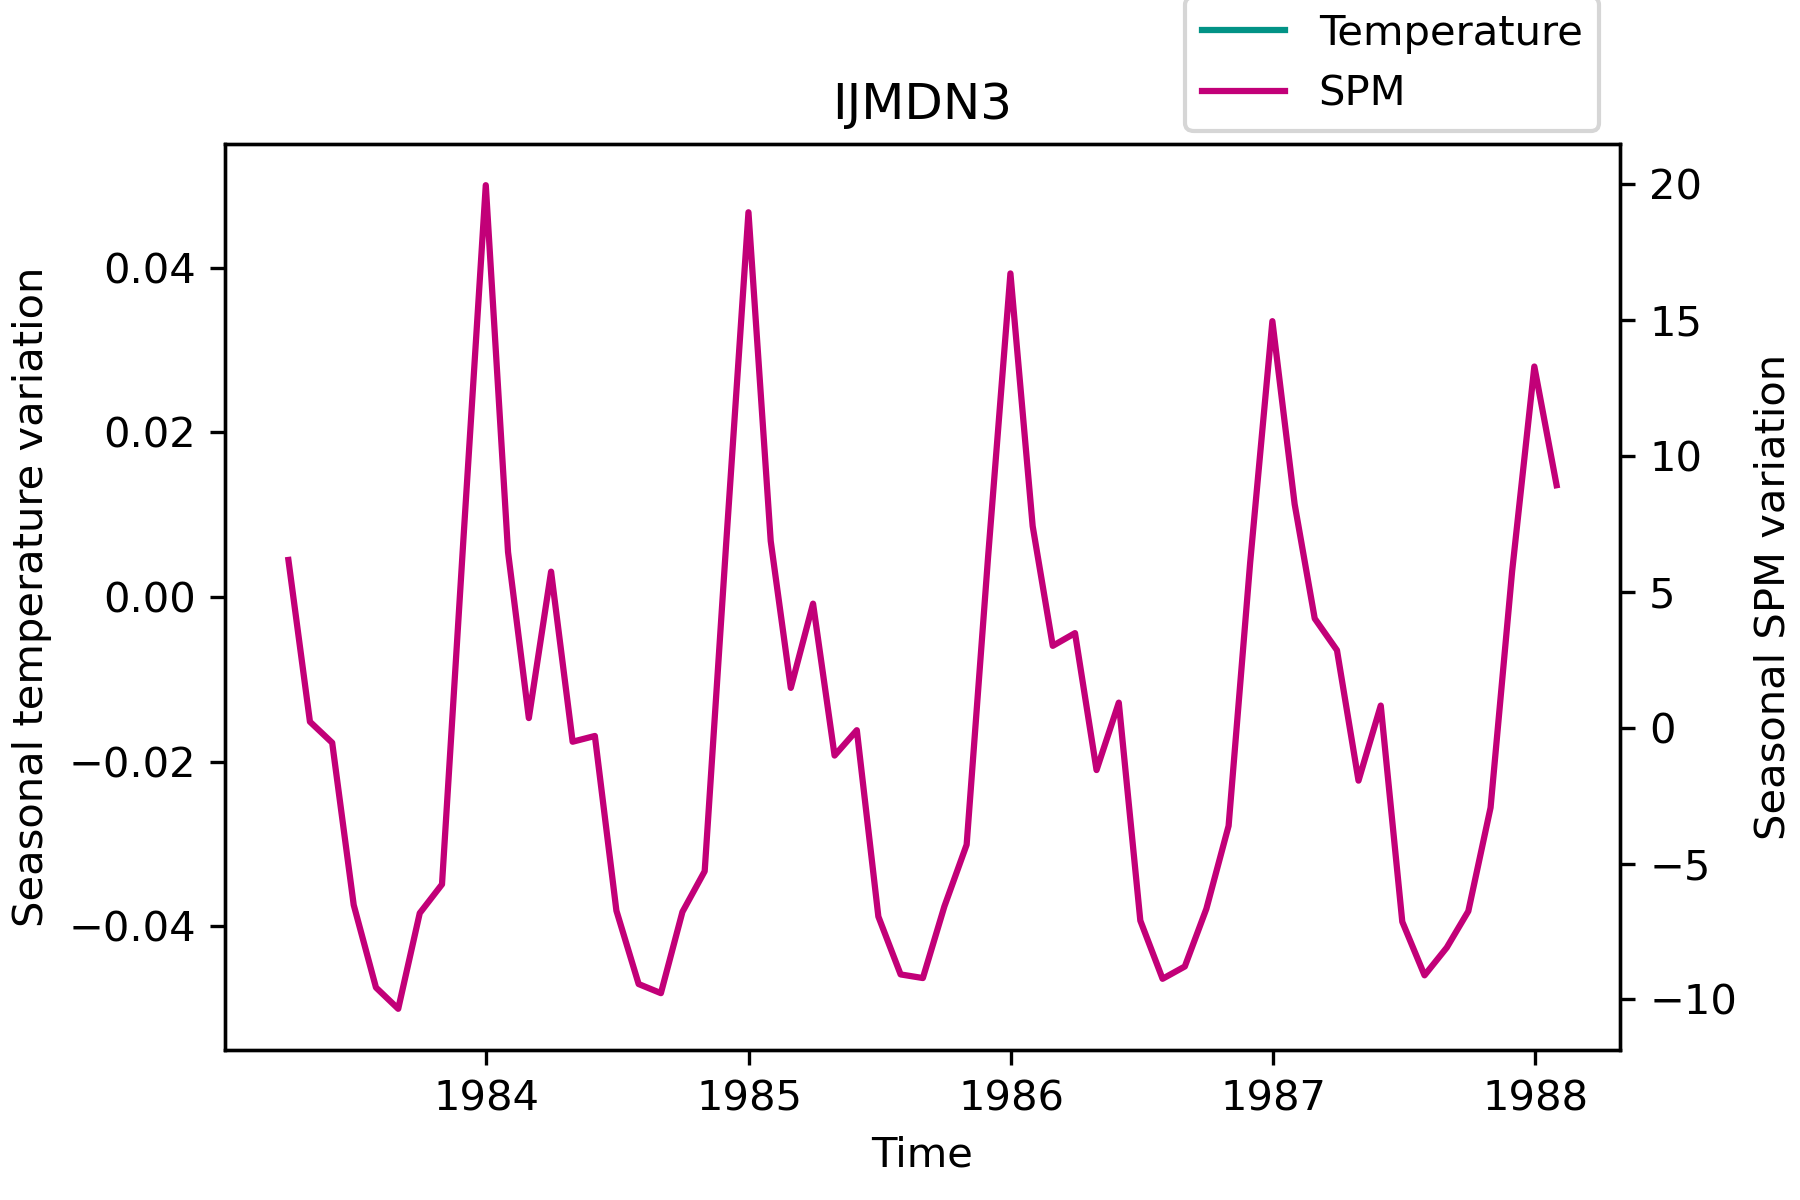 Temperature
SPM
IJMDN3
Seasonal temperature variation
0.04
0.02
0.00
−0.02
−0.04
20
15
10
5
0
−5
−10
Seasonal SPM variation
1984 1985 1986 1987 1988
Time